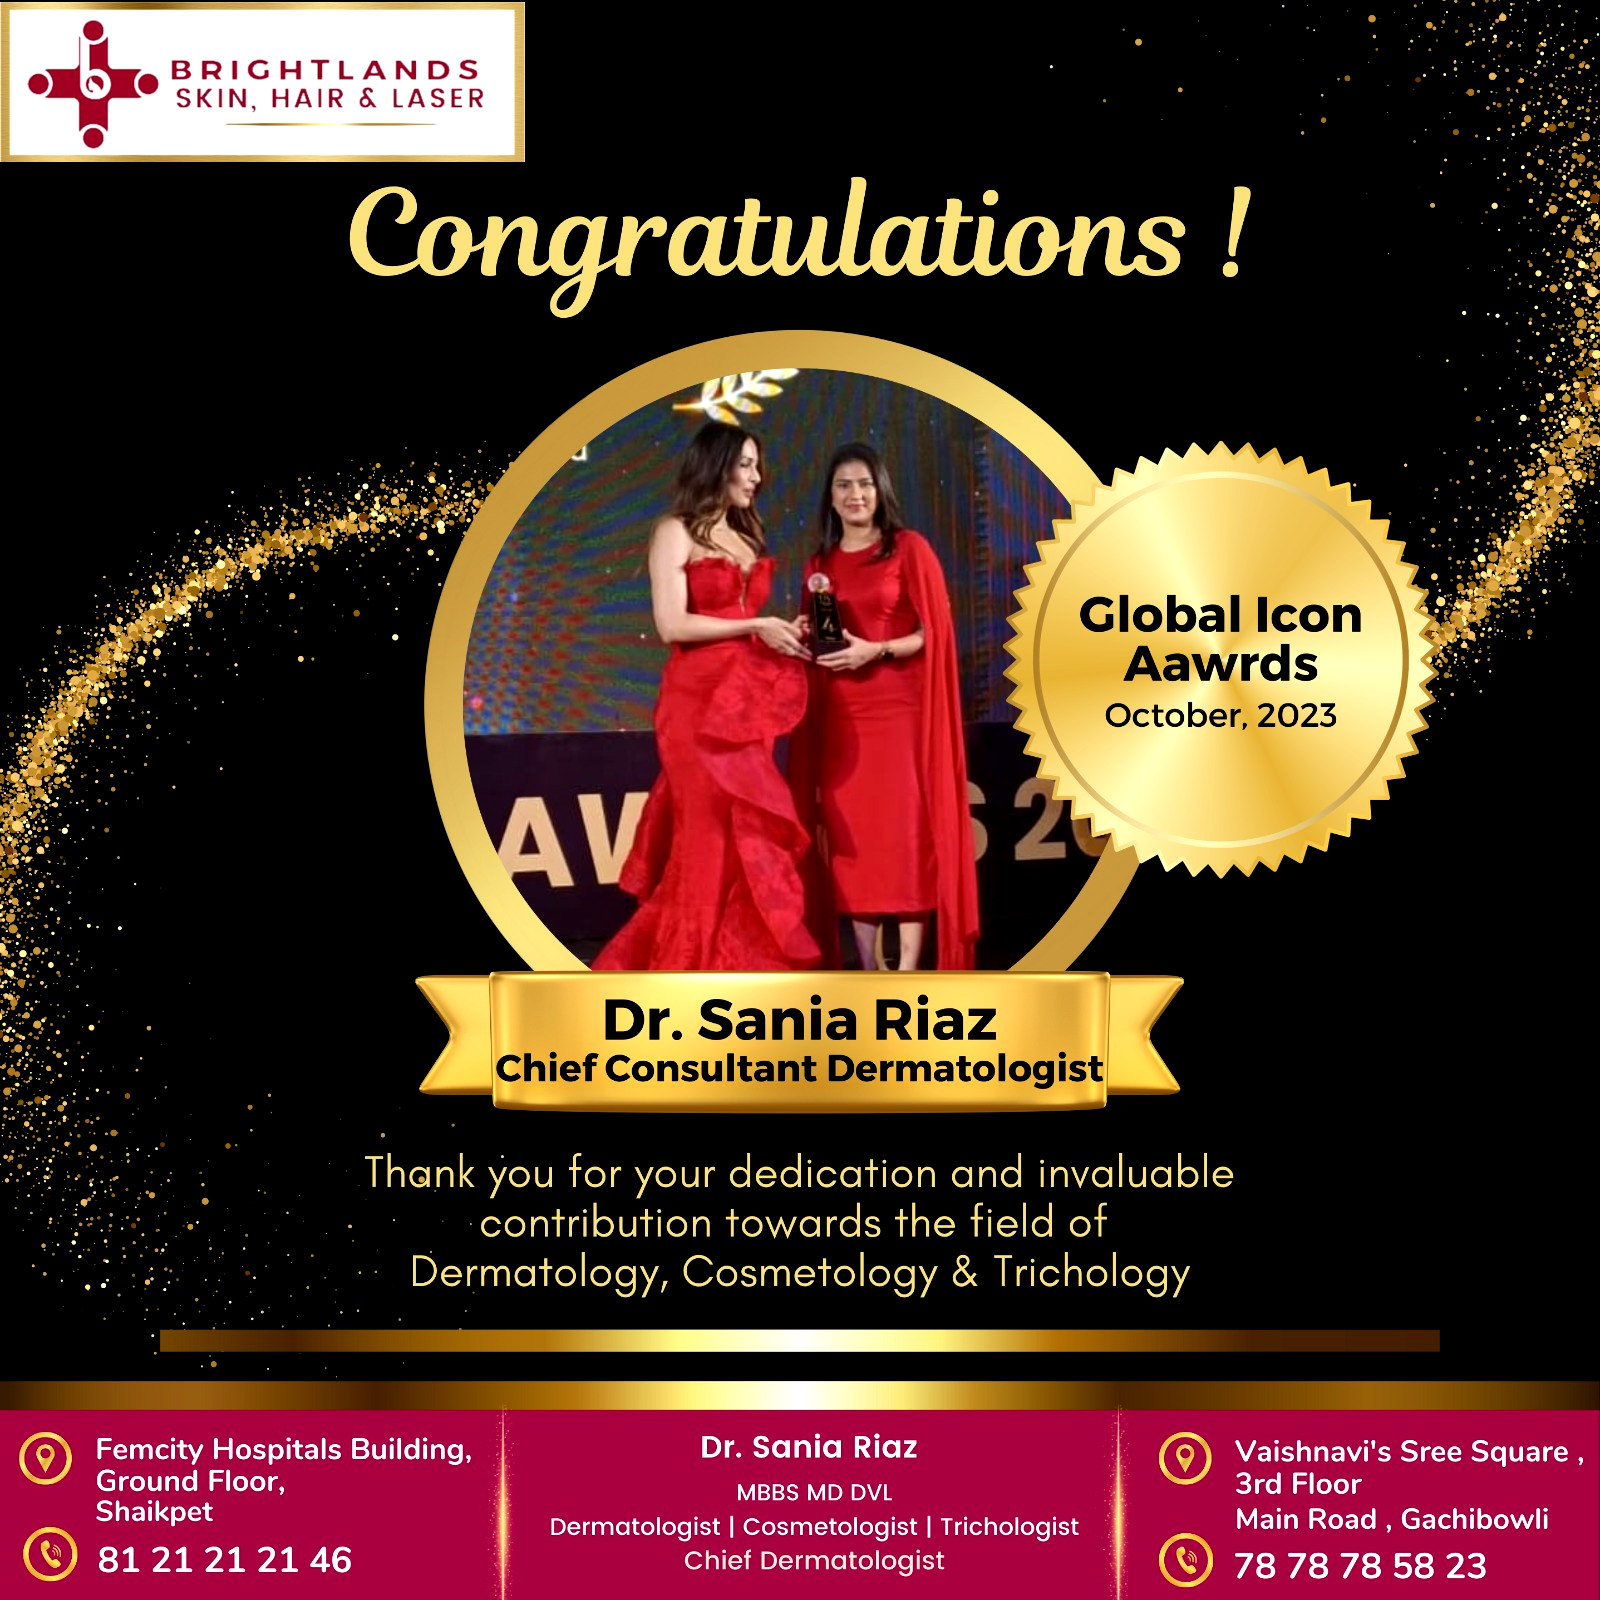 BRIGHTLANDS
SKIN, HAIR & LASER
Congratulations !
AW
S 20
Global Icon
Aawrds
October, 2023
Dr. Sania Riaz
Chief Consultant Dermatologist
Thank you for your dedication and invaluable
contribution towards the field of
Dermatology, Cosmetology & Trichology
Femcity Hospitals Building,
Ground Floor,
Shaikpet
81 21 21 21 46
Dr. Sania Riaz
MBBS MD DVL
Dermatologist | Cosmetologist | Trichologist
Chief Dermatologist
Vaishnavi's Sree Square ,
3rd Floor
Main Road , Gachibowli
78 78 78 58 23